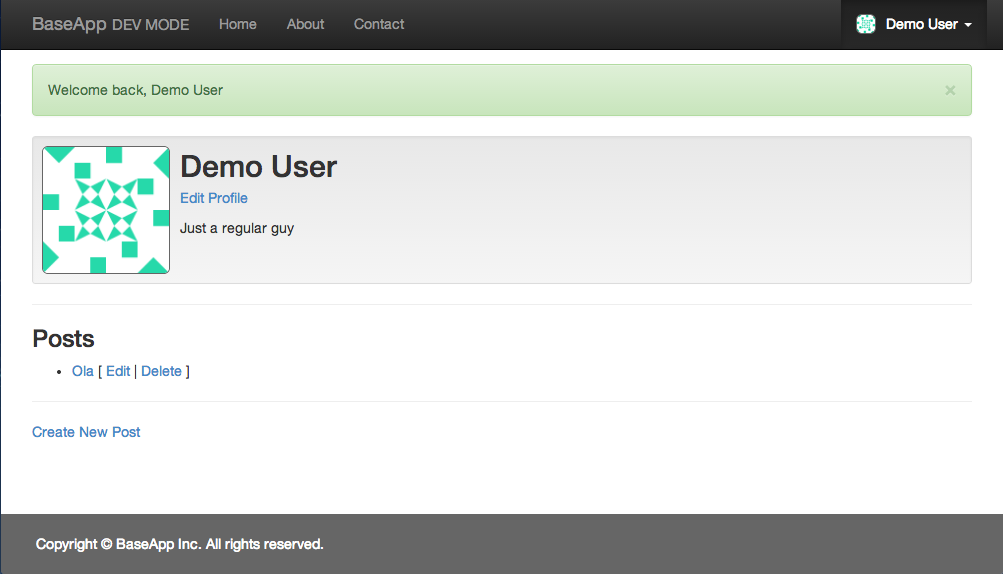 BaseApp DEV MODE Home About Contact Demo User
Welcome back, Demo User ×
Demo User
Edit Profile
Just a regular guy
Posts
• Ola [ Edit | Delete ]
Create New Post
Copyright © BaseApp Inc. All rights reserved.